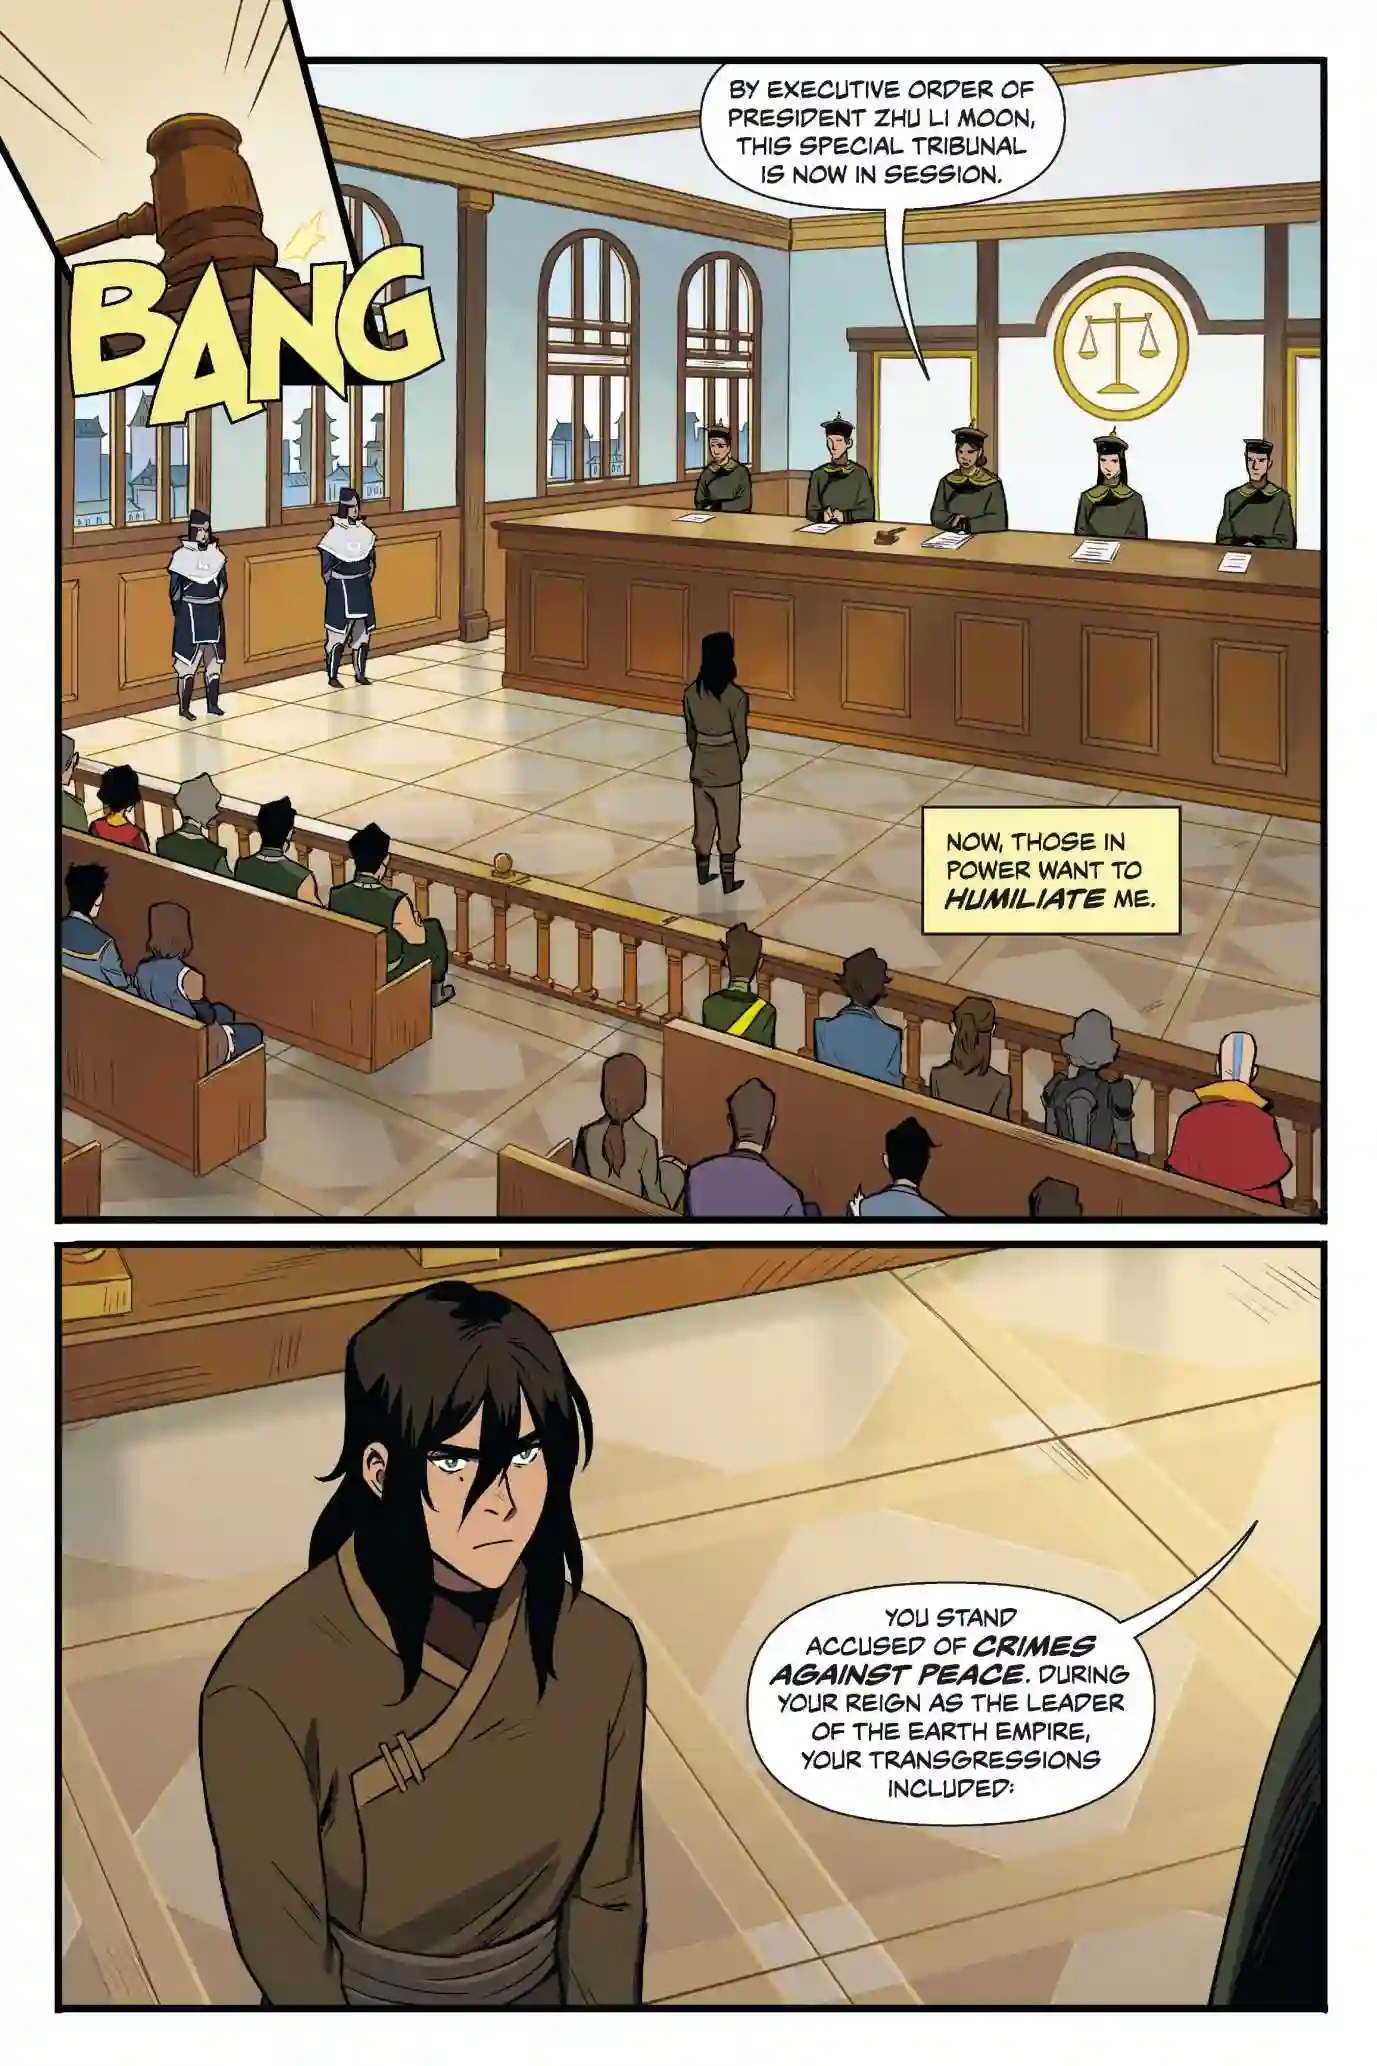 BANG
BY EXECUTIVE ORDER OF
PRESIDENT ZHU LI MOON,
THIS SPECIAL TRIBUNAL
IS NOW IN SESSION.
NOW, THOSE IN
POWER WANT TO
HUMILIATE ME.
YOU STAND
ACCUSED OF CRIMES
AGAINST PEACE. DURING
YOUR REIGN AS THE LEADER
OF THE EARTH EMPIRE,
YOUR TRANSGRESSIONS
INCLUDED: